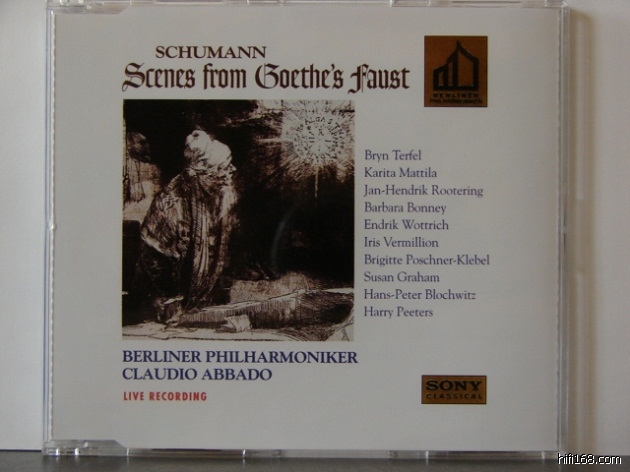 SCHUMANN
Scenes from Goethe's Faust
BERLINER
PHILHARMONIKER
Bryn Terfel
Karita Mattila
Jan-Hendrik Rootering
Barbara Bonney
Endrik Wottrich
Iris Vermillion
Brigitte Poschner-Klebel
Susan Graham
Hans-Peter Blochwitz
Harry Peeters
BERLINER PHILHARMONIKER
CLAUDIO ABBADO
LIVE RECORDING
SONY
CLASSICAL
hifi168.com